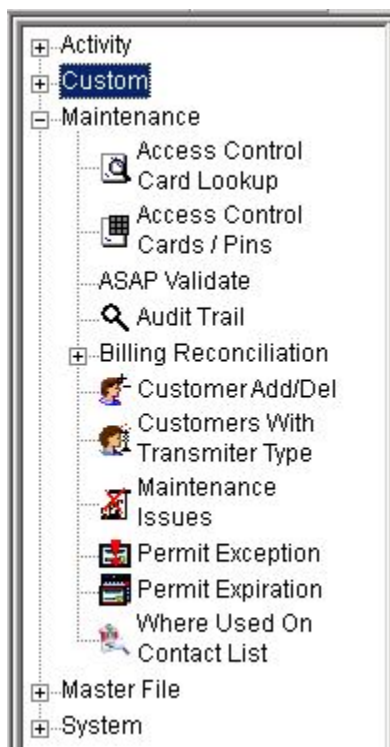 Activity
Custom
Maintenance
Access Control
Card Lookup
Access Control
Cards / Pins
ASAP Validate
Audit Trail
Billing Reconciliation
Customer Add/Del
Customers With
Transmiter Type
Maintenance
Issues
Permit Exception
Permit Expiration
Where Used On
Contact List
Master File
System